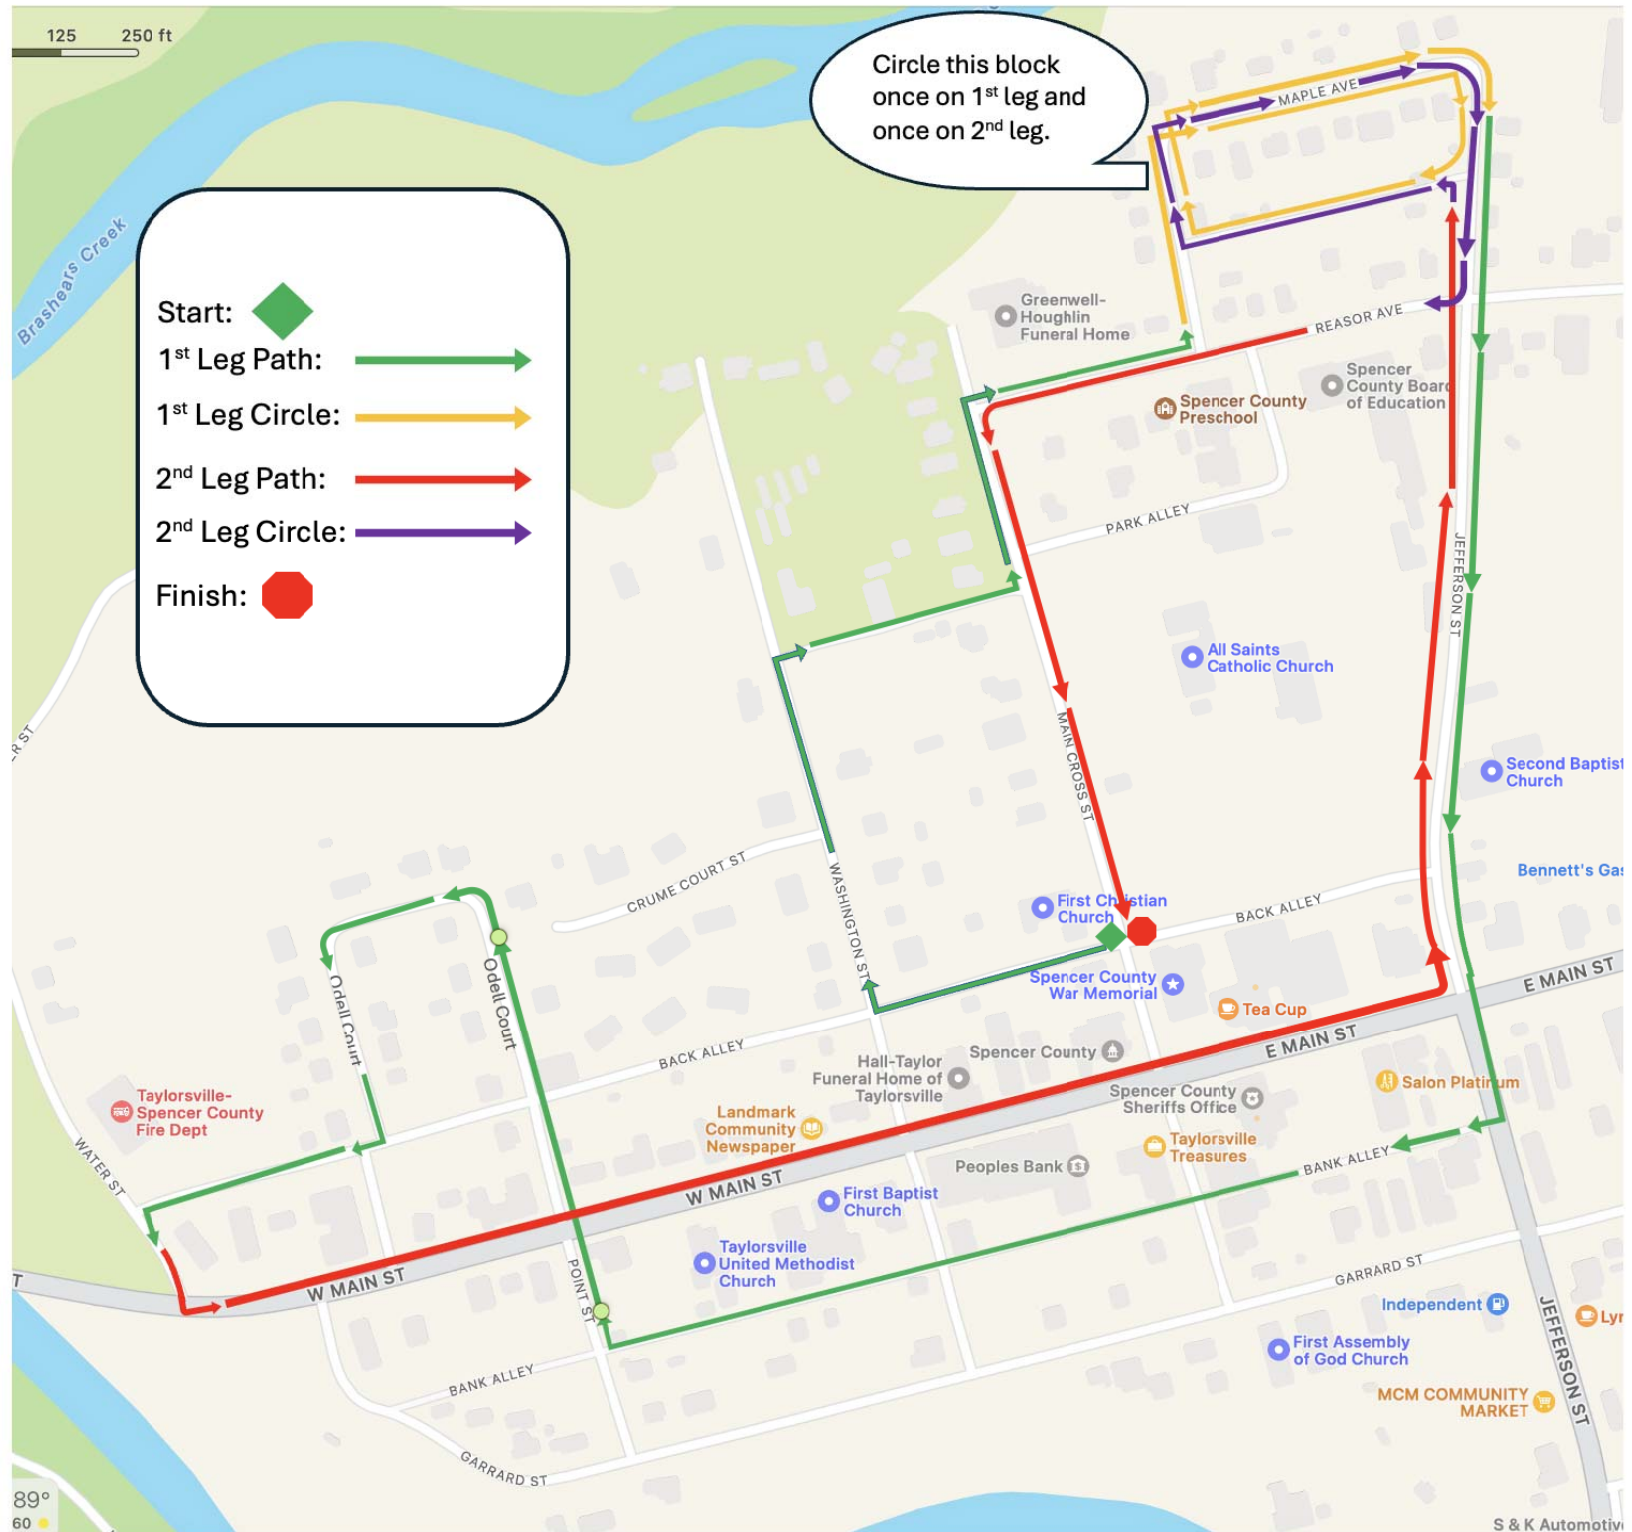 125 250 ft
Circle this block
once on 1st leg and
once on 2nd leg.
MAPLE AVE
Brashears Creek
Start:
1st Leg Path:
1st Leg Circle:
2nd Leg Path:
2nd Leg Circle:
Finish:
Greenwell-
Houghlin
Funeral Home
REASOR AVE
Spencer
County Board
of Education
Spencer County
Preschool
PARK ALLEY
JEFFERSON ST
All Saints
Catholic Church
R ST
MAIN CROSS ST
Second Baptist
Church
CRUME COURT ST
WASHINGTON ST
Bennett's Gas
First Christian
Church
BACK ALLEY
Odell Court
Odell Court
Spencer County
War Memorial
E MAIN ST
Tea Cup
E MAIN ST
BACK ALLEY
Spencer County
Hall-Taylor
Funeral Home of
Taylorsville
Salon Platinum
Spencer County
Sheriffs Office
Taylorsville-
Spencer County
Fire Dept
Landmark
Community
Newspaper
Taylorsville
Treasures
WATER ST
Peoples Bank
BANK ALLEY
W MAIN ST
First Baptist
Church
Taylorsville
United Methodist
Church
T
W MAIN ST
POINT ST
GARRARD ST
Independent
JEFFERSON ST
Lyn
First Assembly
of God Church
BANK ALLEY
MCM COMMUNITY
MARKET
GARRARD ST
89°
60
S & K Automotiv